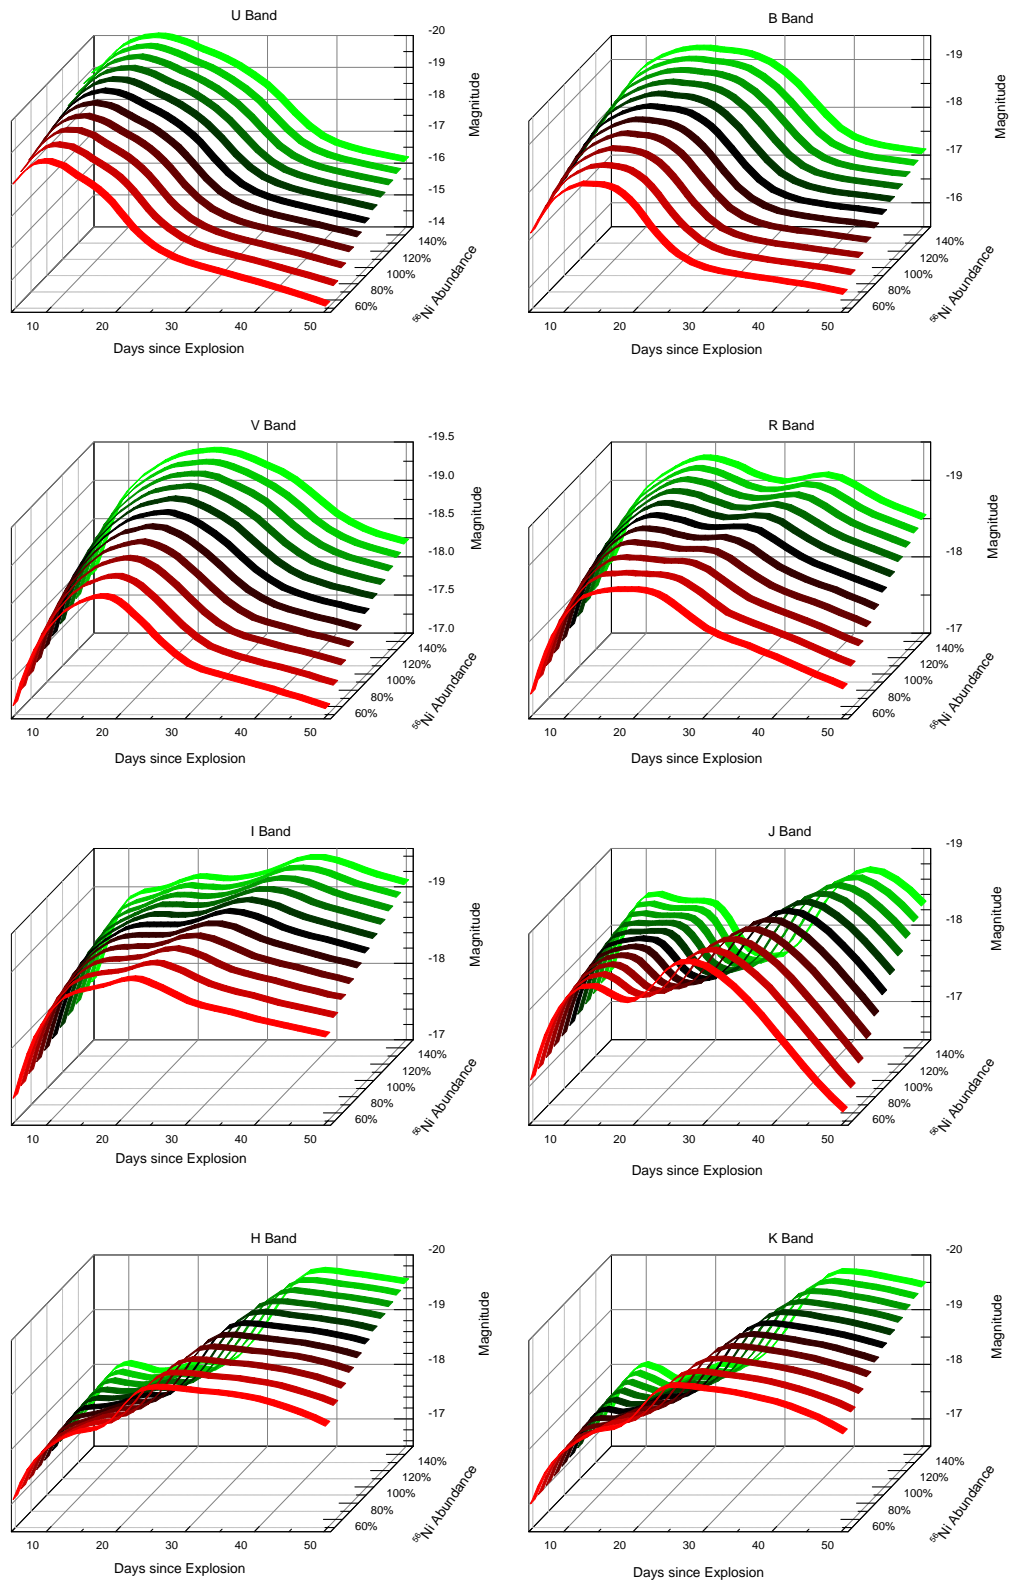 U Band
-20
-19
-18
-17
-16
-15
-14
Magnitude
140%
120%
100%
80%
60%
56Ni Abundance
10 20 30 40 50
Days since Explosion
B Band
-19
-18
-17
-16
Magnitude
140%
120%
100%
80%
60%
56Ni Abundance
10 20 30 40 50
Days since Explosion
V Band
-19.5
-19.0
-18.5
-18.0
-17.5
-17.0
Magnitude
140%
120%
100%
80%
60%
56Ni Abundance
10 20 30 40 50
Days since Explosion
R Band
-19
-18
-17
Magnitude
140%
120%
100%
80%
60%
56Ni Abundance
10 20 30 40 50
Days since Explosion
I Band
-19
-18
-17
Magnitude
140%
120%
100%
80%
60%
56Ni Abundance
10 20 30 40 50
Days since Explosion
J Band
-19
-18
-17
Magnitude
140%
120%
100%
80%
60%
56Ni Abundance
10 20 30 40 50
Days since Explosion
H Band
-20
-19
-18
-17
Magnitude
140%
120%
100%
80%
60%
56Ni Abundance
10 20 30 40 50
Days since Explosion
K Band
-20
-19
-18
-17
Magnitude
140%
120%
100%
80%
60%
56Ni Abundance
10 20 30 40 50
Days since Explosion